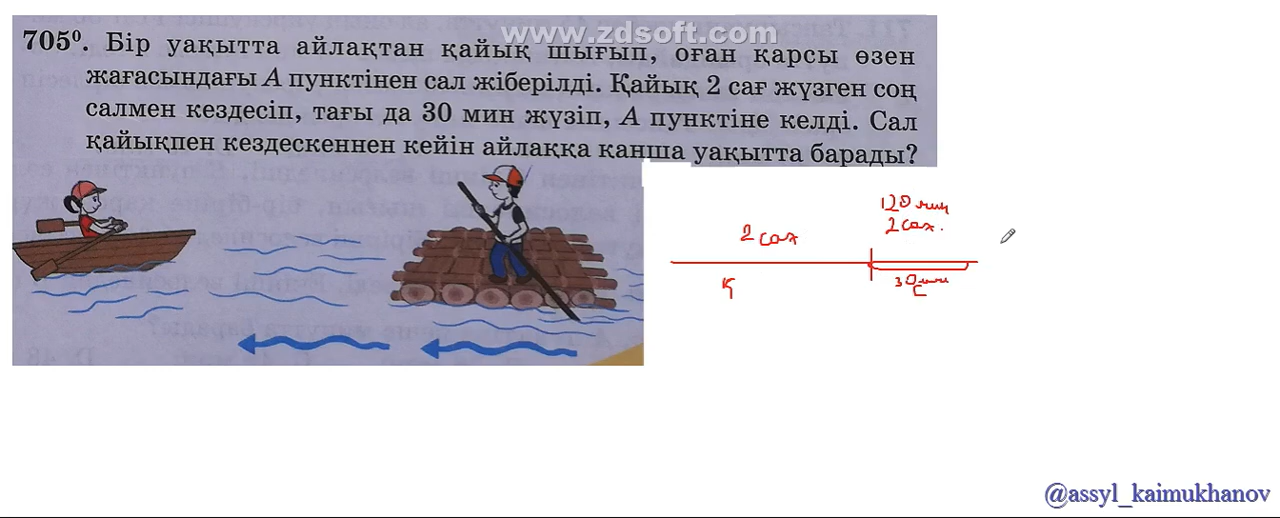 www.zdsoft.com
705⁰. Бір уақытта айлақтан қайық шығып, оған қарсы өзен
жағасындағы A пунктінен сал жіберілді. Қайық 2 сағ жүзген соң
салмен кездесіп, тағы да 30 мин жүзіп, A пунктіне келді. Сал
қайықпен кездескеннен кейін айлаққа қанша уақытта барады?
120 мин
2 сағ.
2 сағ
30 мин
Қ
С
@assyl_kaimukhanov